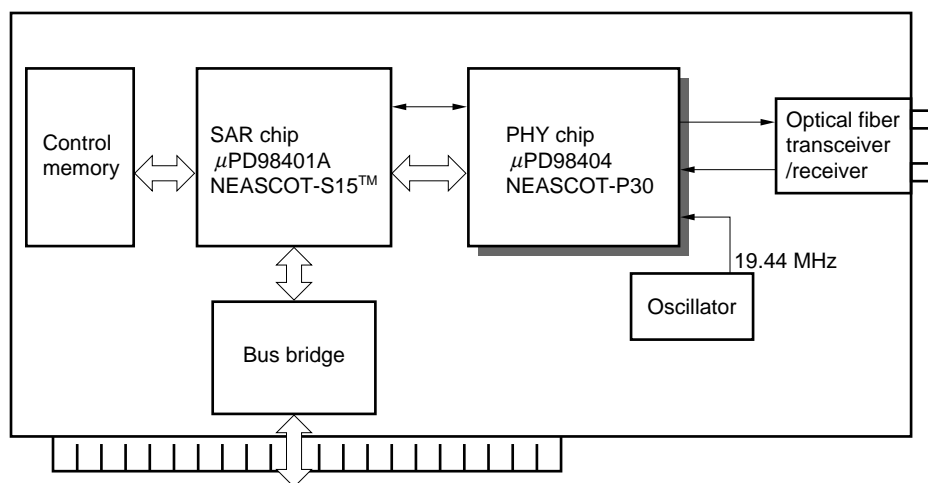 Control
memory
SAR chip
μPD98401A
NEASCOT-S15™
PHY chip
μPD98404
NEASCOT-P30
Optical fiber
transceiver
/receiver
19.44 MHz
Oscillator
Bus bridge